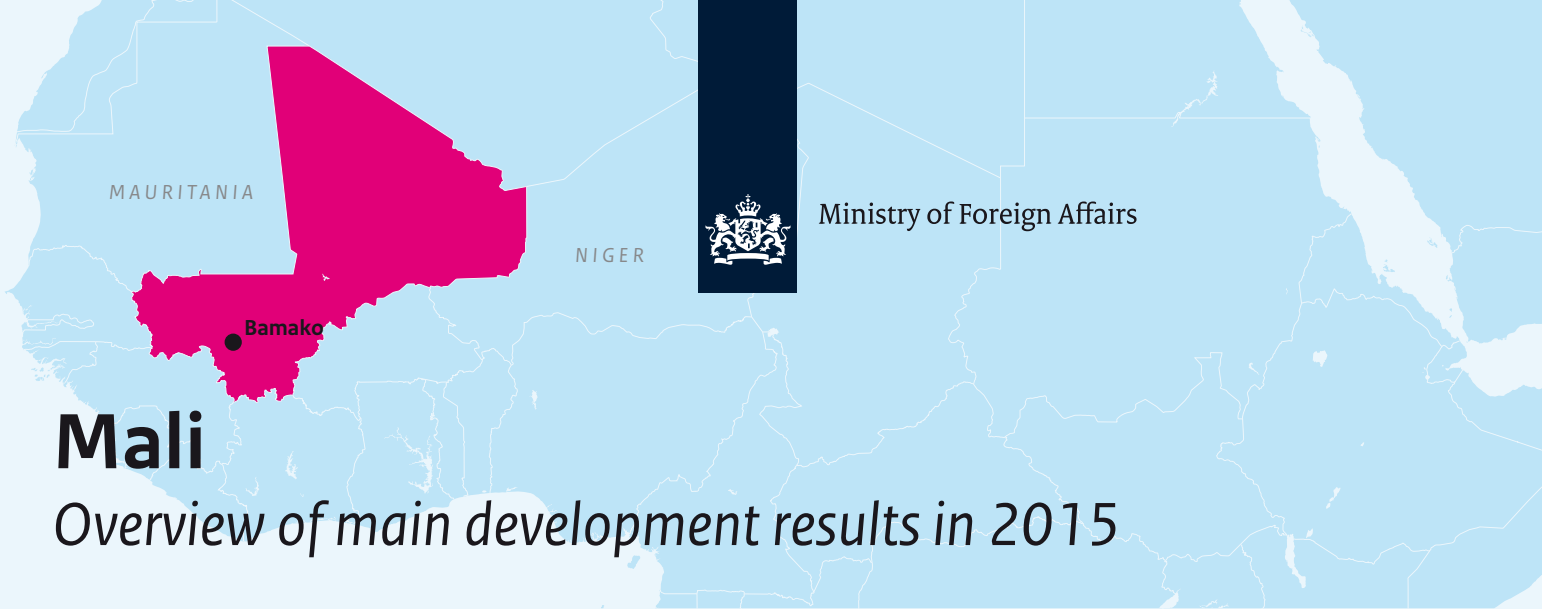 MAURITANIA
NIGER
Ministry of Foreign Affairs
Bamako
Mali
Overview of main development results in 2015